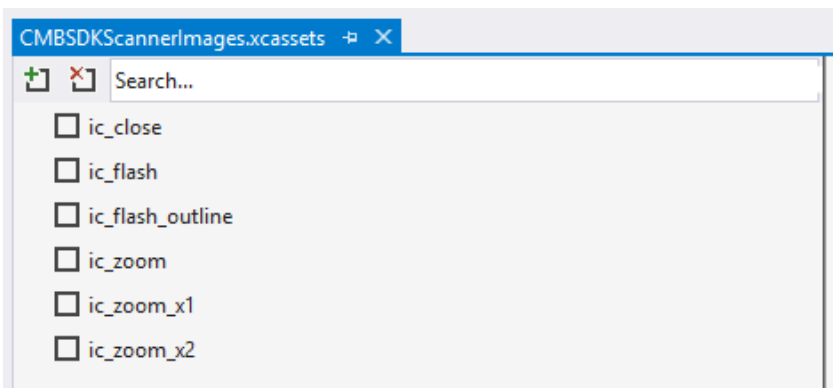 CMBSDKScannerImages.xcassets
Search...
ic_close
ic_flash
ic_flash_outline
ic_zoom
ic_zoom_x1
ic_zoom_x2